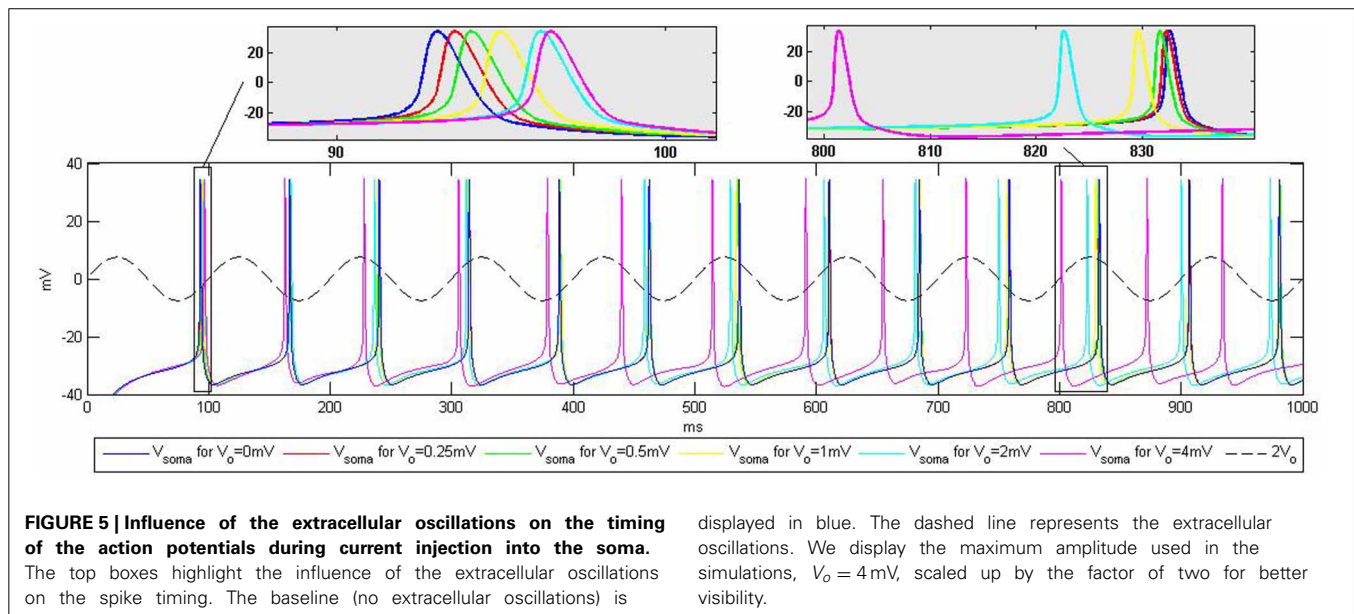 20
0
-20
90
100
20
0
-20
800
810
820
830
40
20
0
-20
-40
mV
0
100
200
300
400
500
600
700
800
900
1000
ms
V_soma for V_o=0mV
V_soma for V_o=0.25mV
V_soma for V_o=0.5mV
V_soma for V_o=1mV
V_soma for V_o=2mV
V_soma for V_o=4mV
2V_o
FIGURE 5 | Influence of the extracellular oscillations on the timing
of the action potentials during current injection into the soma.
The top boxes highlight the influence of the extracellular oscillations
on the spike timing. The baseline (no extracellular oscillations) is
displayed in blue. The dashed line represents the extracellular
oscillations. We display the maximum amplitude used in the
simulations, V_o = 4 mV, scaled up by the factor of two for better
visibility.